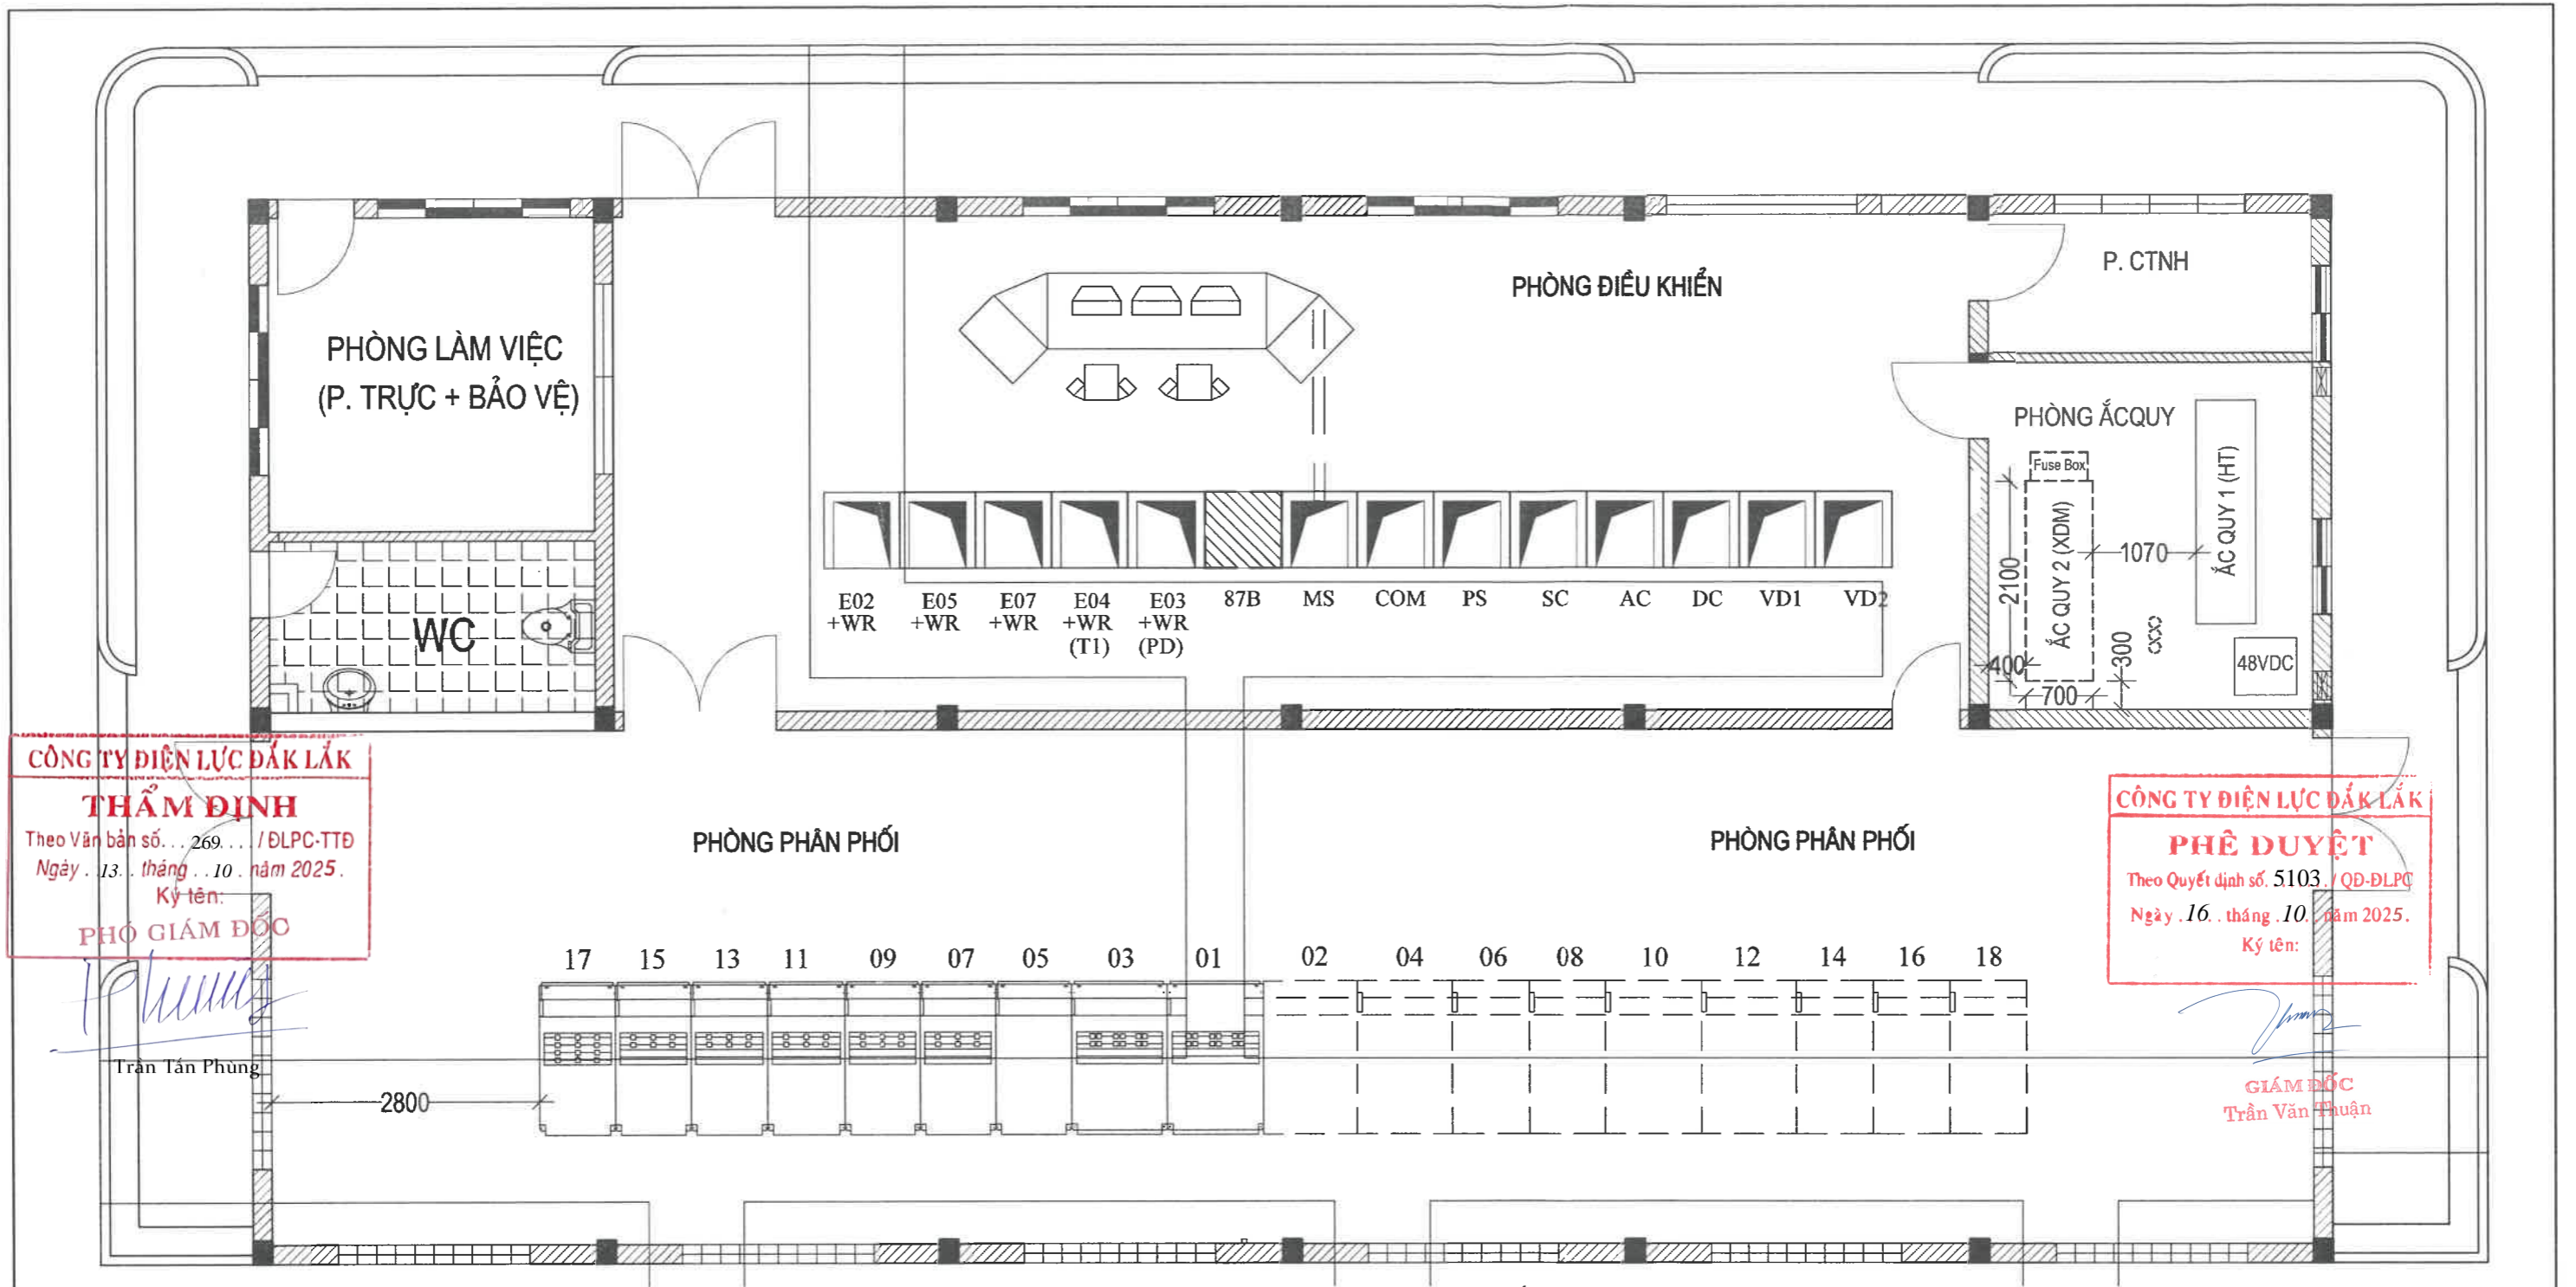 PHÒNG LÀM VIỆC
(P. TRỰC + BẢO VỆ)
WC
PHÒNG ĐIỀU KHIỂN
P. CTNH
PHÒNG ẮCQUY
Fuse Box
ẮC QUY 2 (XDM)
ẮC QUY 1 (HT)
2100
1070
400
700
300
48VDC
E02 +WR
E05 +WR
E07 +WR
E04 +WR (T1)
E03 +WR (PD)
87B
MS
COM
PS
SC
AC
DC
VD1
VD2
CÔNG TY ĐIỆN LỰC ĐẮK LẮK
THẨM ĐỊNH
Theo Văn bản số... 269.... / ĐLPC-TTĐ
Ngày . 13. . tháng . . 10 . năm 2025 .
Ký tên:
PHÓ GIÁM ĐỐC
Trần Tấn Phùng
PHÒNG PHÂN PHỐI
PHÒNG PHÂN PHỐI
CÔNG TY ĐIỆN LỰC ĐẮK LẮK
PHÊ DUYỆT
Theo Quyết định số. 5103. / QĐ-ĐLPC
Ngày . 16. . tháng . 10. . năm 2025.
Ký tên:
GIÁM ĐỐC
Trần Văn Thuận
17 15 13 11 09 07 05 03 01 02 04 06 08 10 12 14 16 18
2800